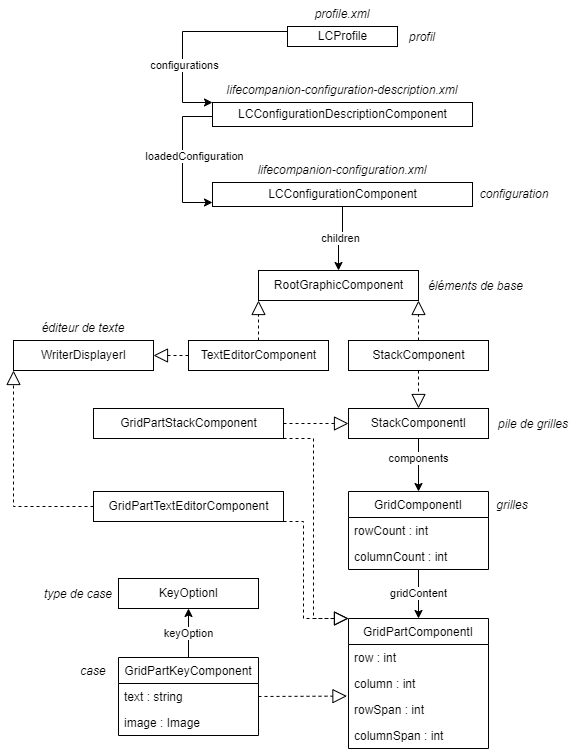 profile.xml
LCProfile
profil
configurations
lifecompanion-configuration-description.xml
LCConfigurationDescriptionComponent
loadedConfiguration
lifecompanion-configuration.xml
LCConfigurationComponent
configuration
children
RootGraphicComponent
éléments de base
éditeur de texte
WriterDisplayerI
TextEditorComponent
StackComponent
GridPartStackComponent
StackComponentI
pile de grilles
components
GridPartTextEditorComponent
GridComponentI
grilles
rowCount : int
columnCount : int
type de case
KeyOptionI
gridContent
keyOption
GridPartComponentI
case
GridPartKeyComponent
row : int
text : string
column : int
image : Image
rowSpan : int
columnSpan : int